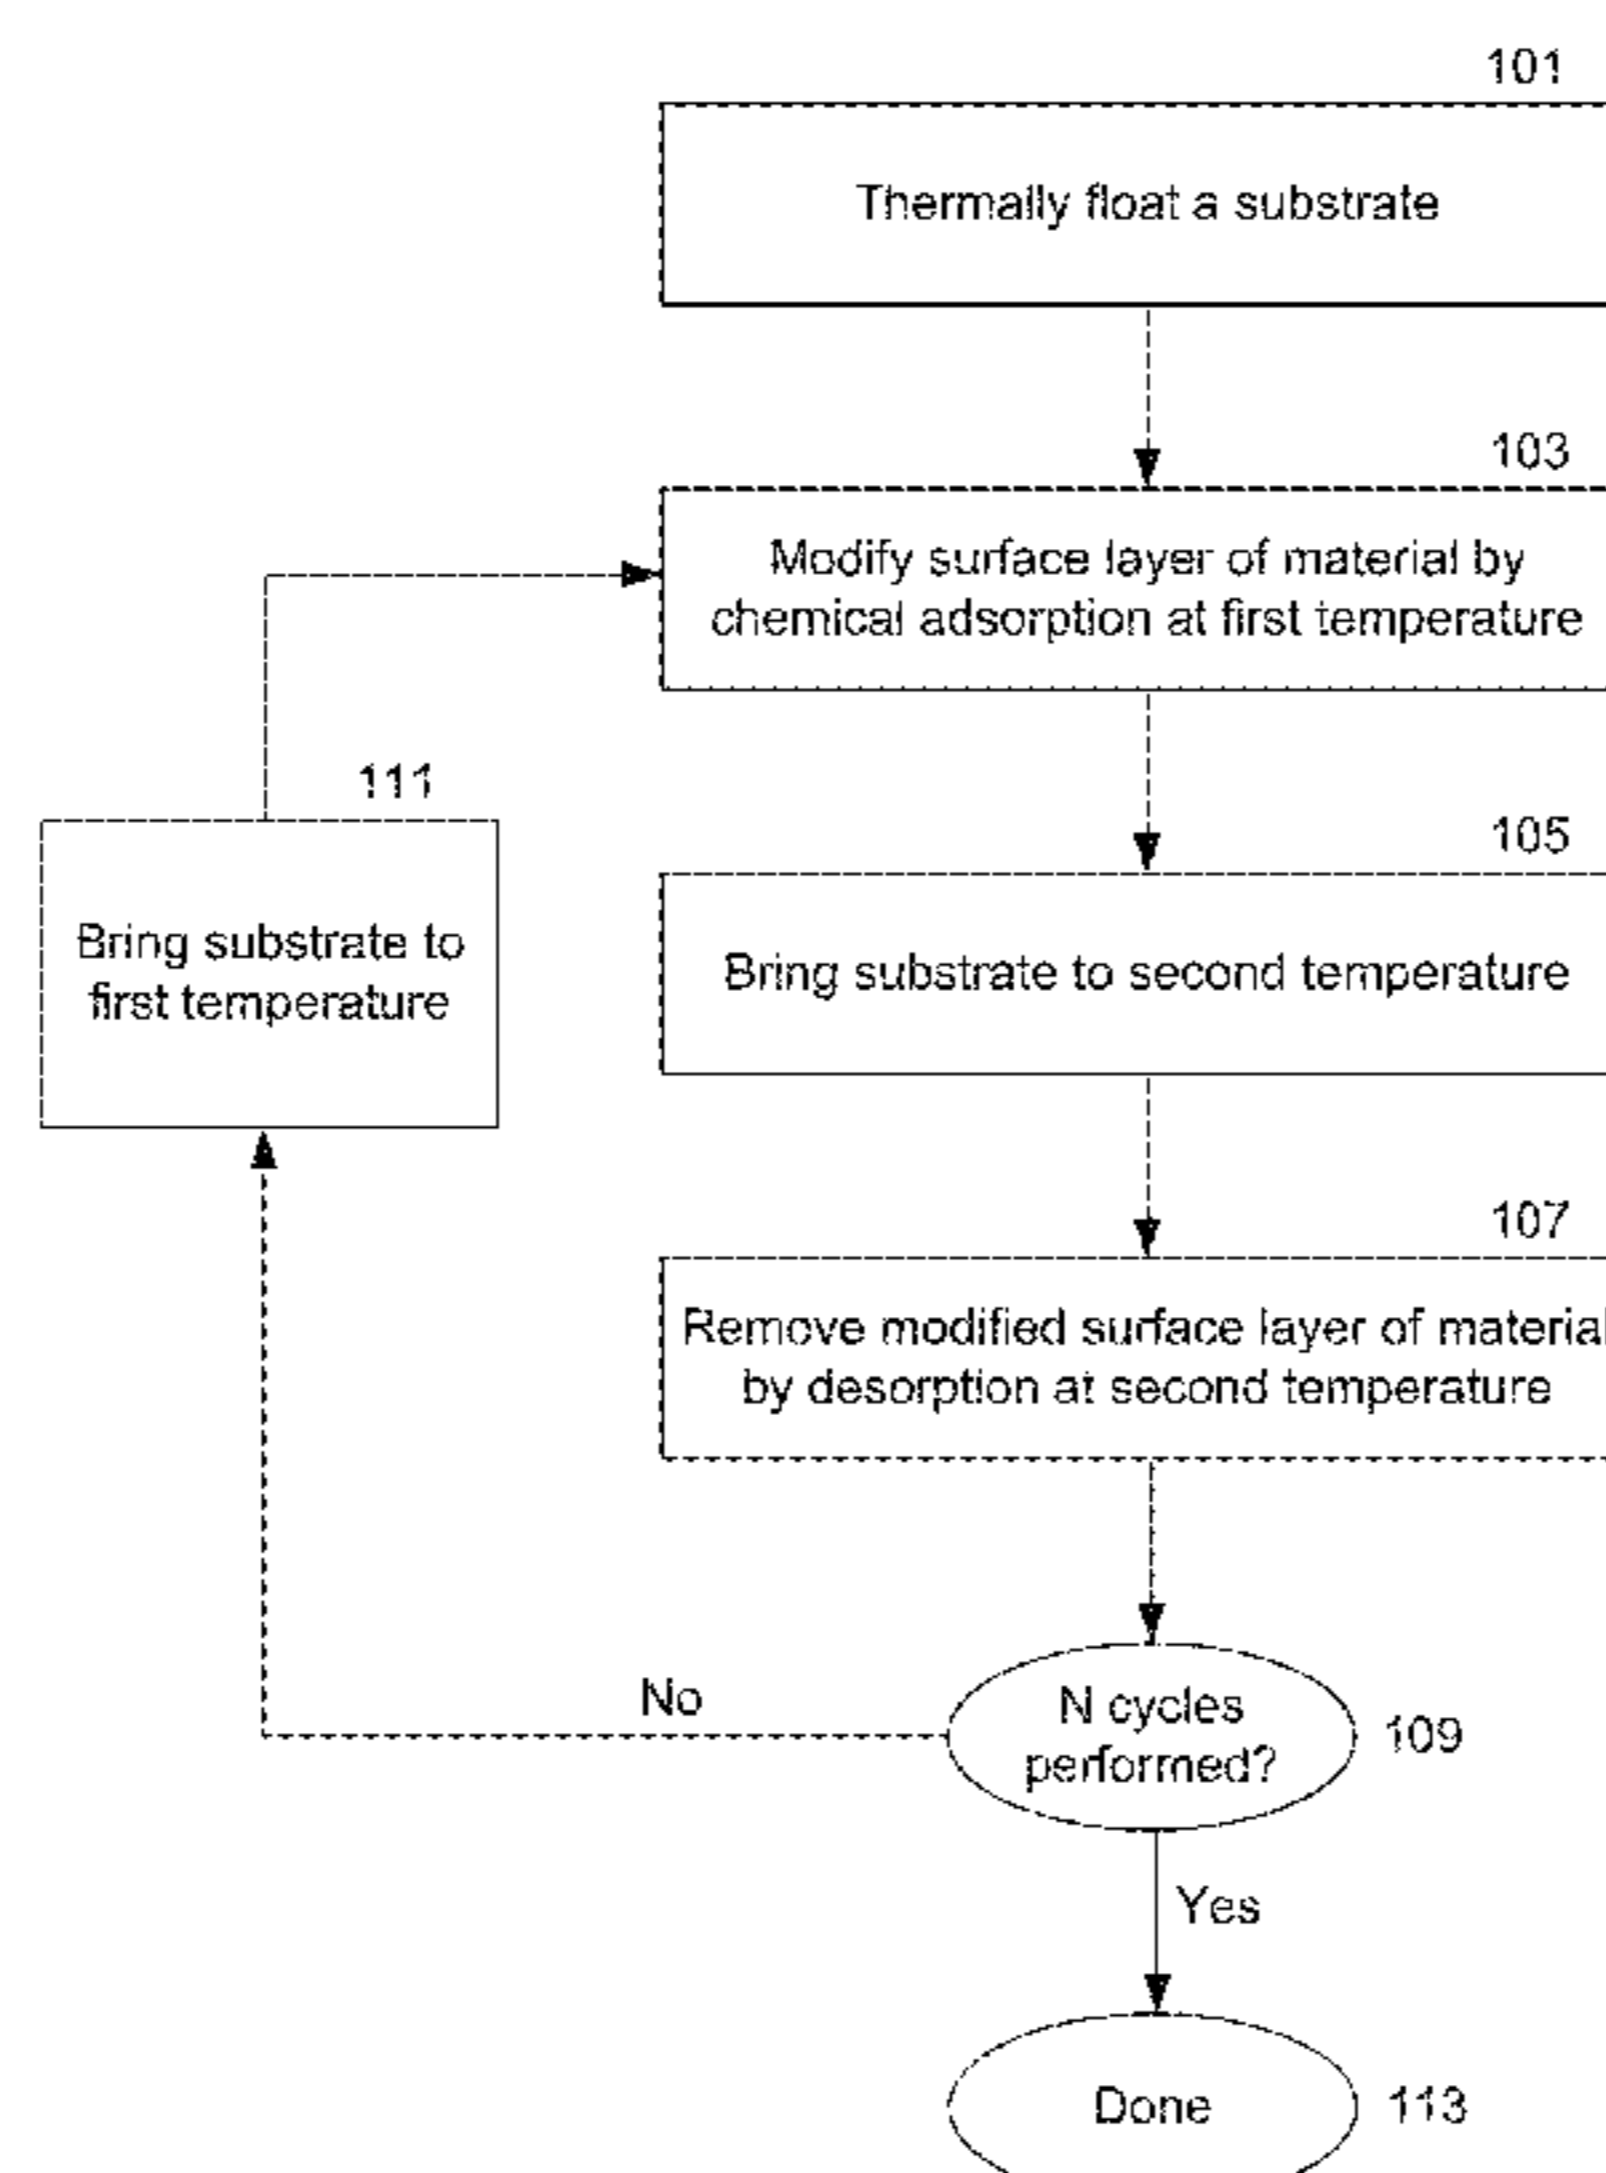 101
Thermally float a substrate
103
Modify surface layer of material by
chemical adsorption at first temperature
111
Bring substrate to
first temperature
105
Bring substrate to second temperature
107
Remove modified surface layer of material
by desorption at second temperature
No
N cycles
performed?
109
Yes
Done
113